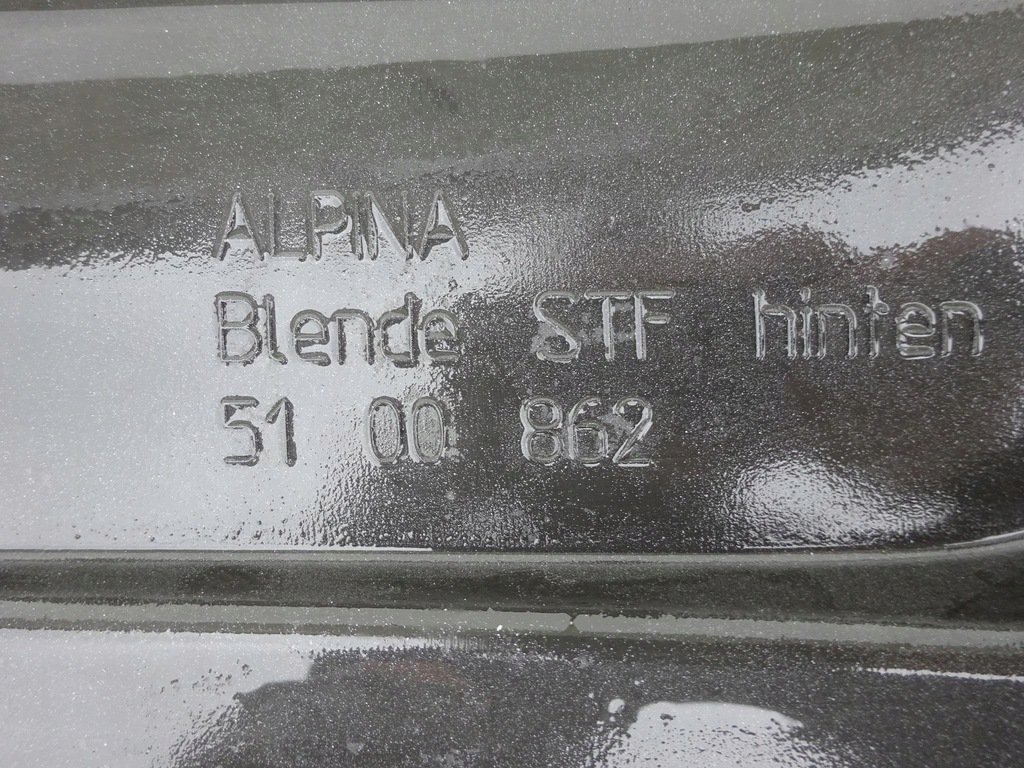 ALPINA
Blende STF hinten
51 00 862